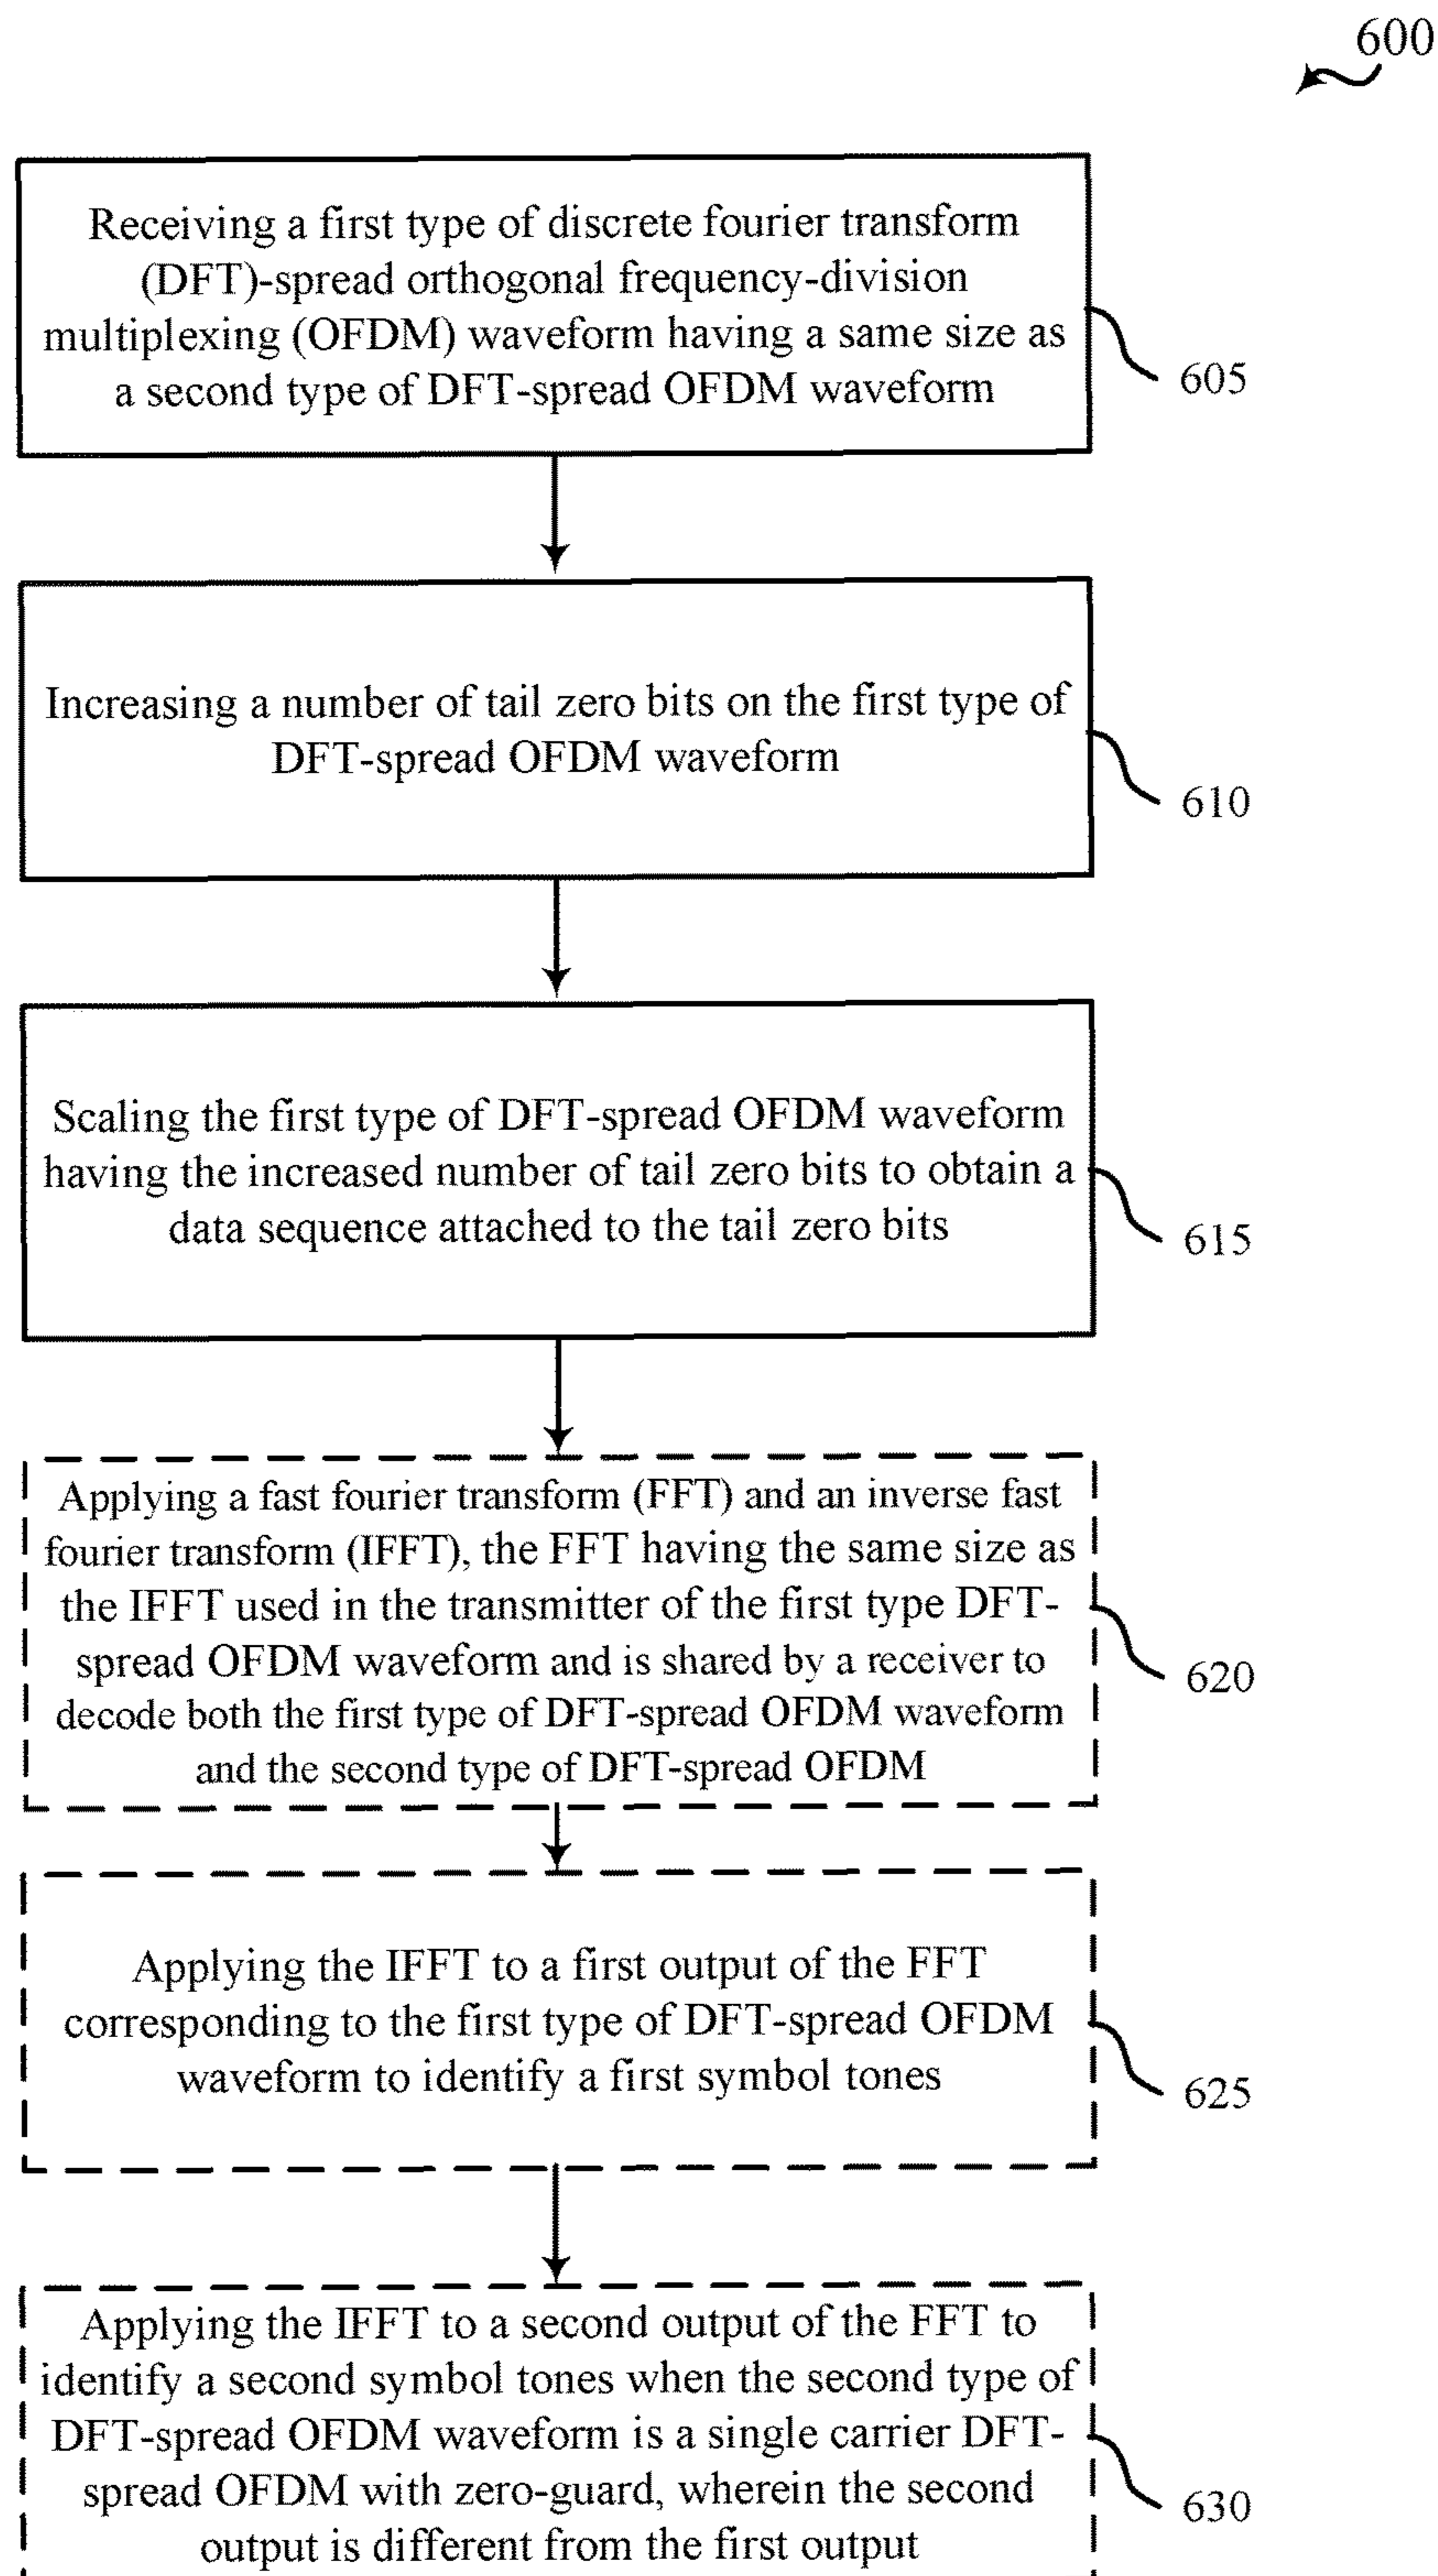 600
Receiving a first type of discrete fourier transform
(DFT)-spread orthogonal frequency-division
multiplexing (OFDM) waveform having a same size as
a second type of DFT-spread OFDM waveform
605
Increasing a number of tail zero bits on the first type of
DFT-spread OFDM waveform
610
Scaling the first type of DFT-spread OFDM waveform
having the increased number of tail zero bits to obtain a
data sequence attached to the tail zero bits
615
Applying a fast fourier transform (FFT) and an inverse fast
fourier transform (IFFT), the FFT having the same size as
the IFFT used in the transmitter of the first type DFT-
spread OFDM waveform and is shared by a receiver to
decode both the first type of DFT-spread OFDM waveform
and the second type of DFT-spread OFDM
620
Applying the IFFT to a first output of the FFT
corresponding to the first type of DFT-spread OFDM
waveform to identify a first symbol tones
625
Applying the IFFT to a second output of the FFT to
identify a second symbol tones when the second type of
DFT-spread OFDM waveform is a single carrier DFT-
spread OFDM with zero-guard, wherein the second
output is different from the first output
630